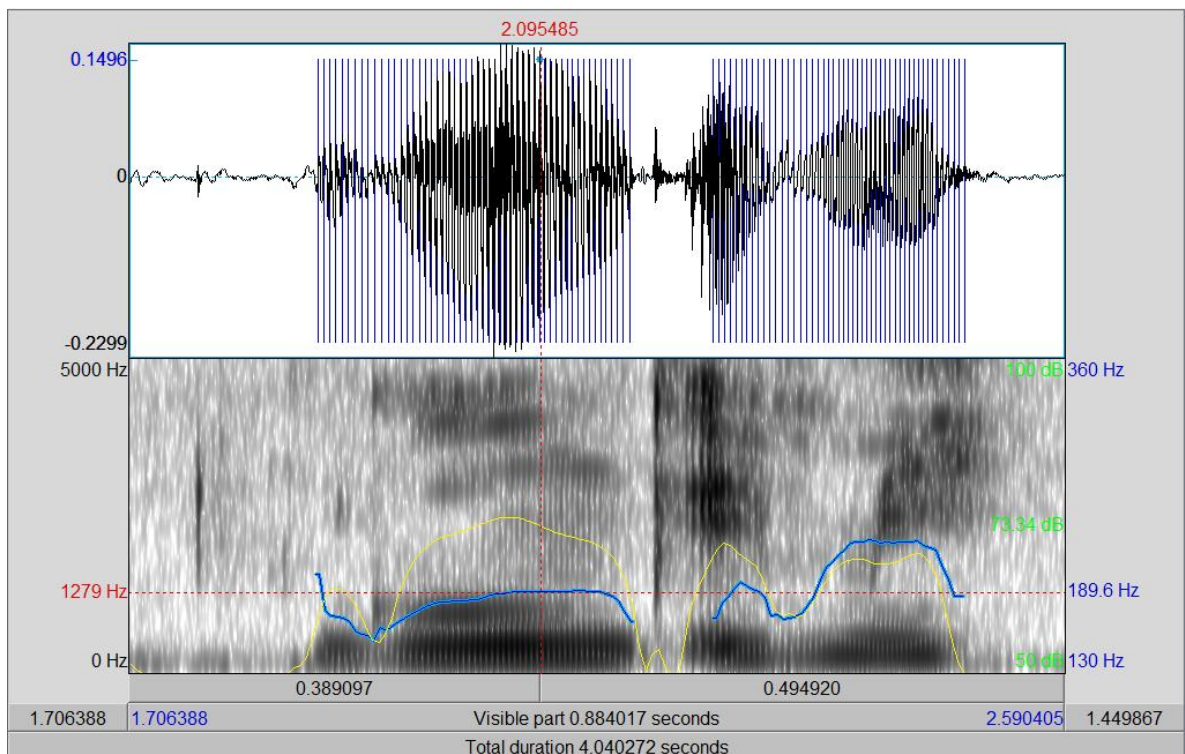 2.095485
0.1496
0
-0.2299
5000 Hz 100 dB 360 Hz
73.34 dB
1279 Hz 189.6 Hz
0 Hz 50 dB 130 Hz
0.389097 0.494920
1.706388 1.706388 Visible part 0.884017 seconds 2.590405 1.449867
Total duration 4.040272 seconds